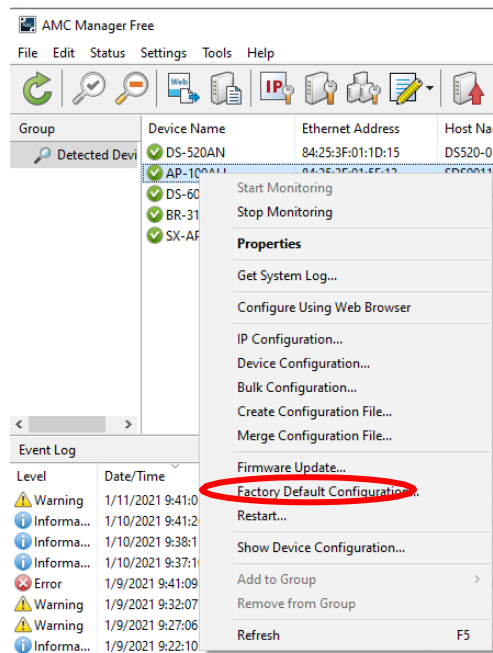 AMC Manager Free
File Edit Status Settings Tools Help
Web IP
Group Device Name Ethernet Address Host Na
Detected Devi DS-520AN 84:25:3F:01:1D:15 DS520-0
AP-100AH
DS-60
BR-31
SX-AF
Start Monitoring
Stop Monitoring
Properties
Get System Log...
Configure Using Web Browser
IP Configuration...
Device Configuration...
Bulk Configuration...
Create Configuration File...
Merge Configuration File...
Firmware Update...
Factory Default Configuration...
Restart...
Show Device Configuration...
Add to Group >
Remove from Group
Refresh F5
< >
Event Log
Level Date/Time
Warning 1/11/2021 9:41:0
Informa... 1/10/2021 9:41:2
Informa... 1/10/2021 9:38:1
Informa... 1/10/2021 9:37:1
Error 1/9/2021 9:41:09
Warning 1/9/2021 9:32:07
Warning 1/9/2021 9:27:06
Informa... 1/9/2021 9:22:10